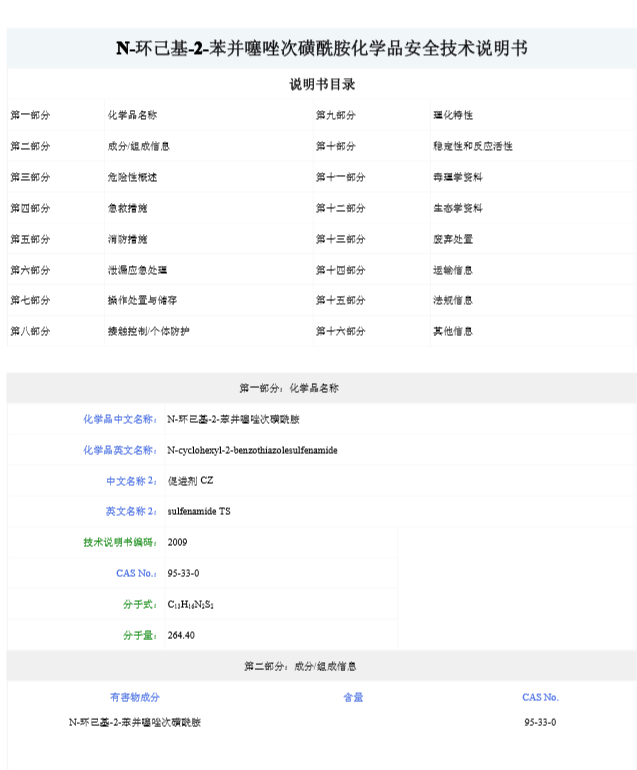 N-环己基-2-苯并噻唑次磺酰胺化学品安全技术说明书
说明书目录
第一部分 化学品名称 第九部分 理化特性
第二部分 成分/组成信息 第十部分 稳定性和反应活性
第三部分 危险性概述 第十一部分 毒理学资料
第四部分 急救措施 第十二部分 生态学资料
第五部分 消防措施 第十三部分 废弃处置
第六部分 泄漏应急处理 第十四部分 运输信息
第七部分 操作处置与储存 第十五部分 法规信息
第八部分 接触控制/个体防护 第十六部分 其他信息
第一部分：化学品名称
化学品中文名称： N-环己基-2-苯并噻唑次磺酰胺
化学品英文名称： N-cyclohexyl-2-benzothiazolesulfenamide
中文名称 2： 促进剂 CZ
英文名称 2： sulfenamide TS
技术说明书编码： 2009
CAS No.： 95-33-0
分子式： C₁₃H₁₆N₂S₂
分子量： 264.40
第二部分：成分/组成信息
有害物成分 含量 CAS No.
N-环己基-2-苯并噻唑次磺酰胺 95-33-0